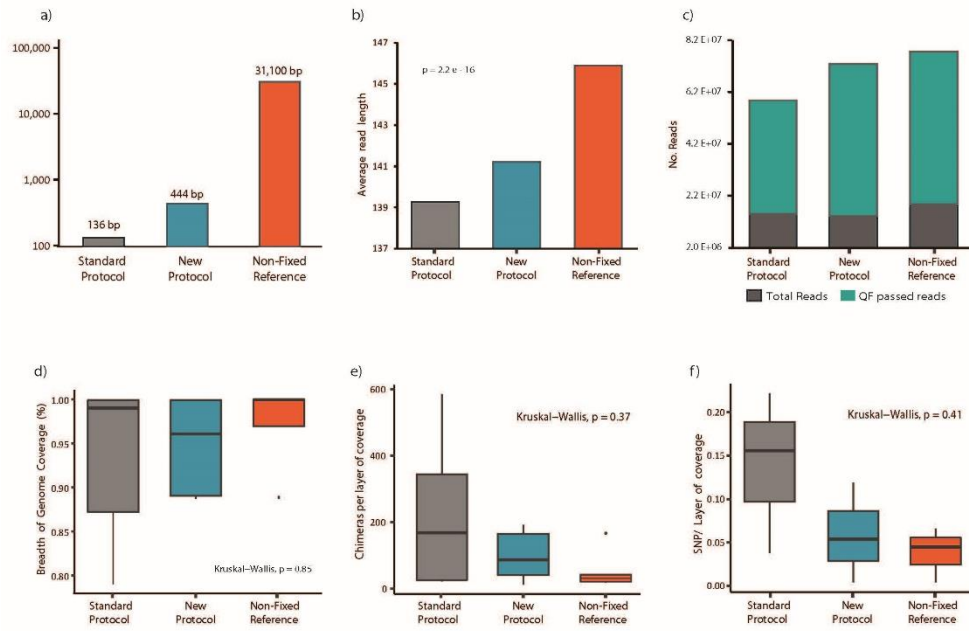 a)
100,000
10,000
1,000
100
136 bp
444 bp
31,100 bp
Standard
Protocol
New
Protocol
Non-Fixed
Reference
b)
Average read length
147
145
143
141
139
137
p = 2.2 e - 16
Standard
Protocol
New
Protocol
Non-Fixed
Reference
c)
No. Reads
8.2 E+07
6.2 E+07
4.2 E+07
2.2 E+07
2.0 E+06
Standard
Protocol
New
Protocol
Non-Fixed
Reference
Total Reads
QF passed reads
d)
Breadth of Genome Coverage (%)
1.00
0.95
0.90
0.85
0.80
Kruskal-Wallis, p = 0.85
Standard
Protocol
New
Protocol
Non-Fixed
Reference
e)
Chimeras per layer of coverage
600
400
200
0
Kruskal-Wallis, p = 0.37
Standard
Protocol
New
Protocol
Non-Fixed
Reference
f)
SNP/ Layer of coverage
0.20
0.15
0.10
0.05
0.00
Kruskal-Wallis, p = 0.41
Standard
Protocol
New
Protocol
Non-Fixed
Reference